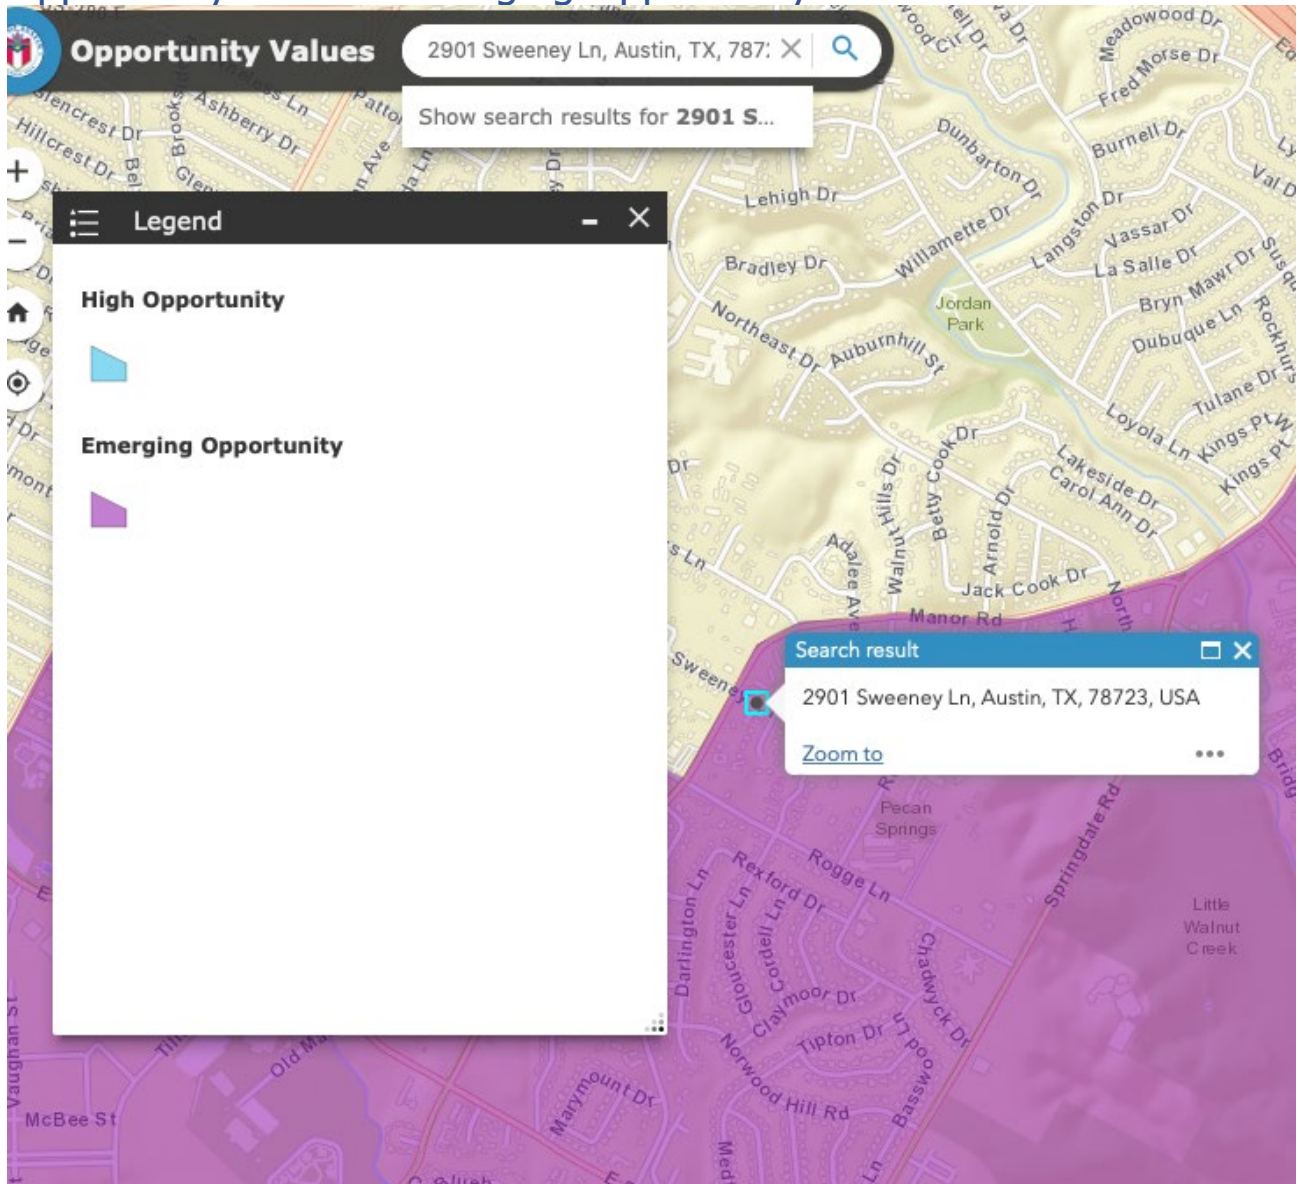 Opportunity Values
2901 Sweeney Ln, Austin, TX, 787
Show search results for 2901 S...
Legend
High Opportunity
Emerging Opportunity
Search result
2901 Sweeney Ln, Austin, TX, 78723, USA
Zoom to
Meadowood Dr
Fred Morse Dr
Ashberry Dr
Hillcrest Dr
Dunbarton Dr
Burnell Dr
Lehigh Dr
Willamette Dr
Langston Dr
Vassar Dr
La Salle Dr
Bryn Mawr Dr
Bradley Dr
Jordan
Park
Dubuque Ln
Northeast Dr
Auburnhill St
Tulane Dr
Loyola Ln
Kings Pt W
Kings Pt
Lakeside Dr
Carol Ann Dr
Betty Cook Dr
Walnut Hills Dr
Arnold Dr
Adalee Ave
Jack Cook Dr
Manor Rd
Sweeney
Pecan
Springs
Springdale Rd
Rogge Ln
Rexford Dr
Little
Walnut
Creek
Darlington Ln
Gloucester Ln
Cordell Ln
Chadwyck Dr
Claymoor Dr
Tipton Dr
Norwood Hill Rd
Basswood Ln
Marymount Dr
Vaughan St
McBee St